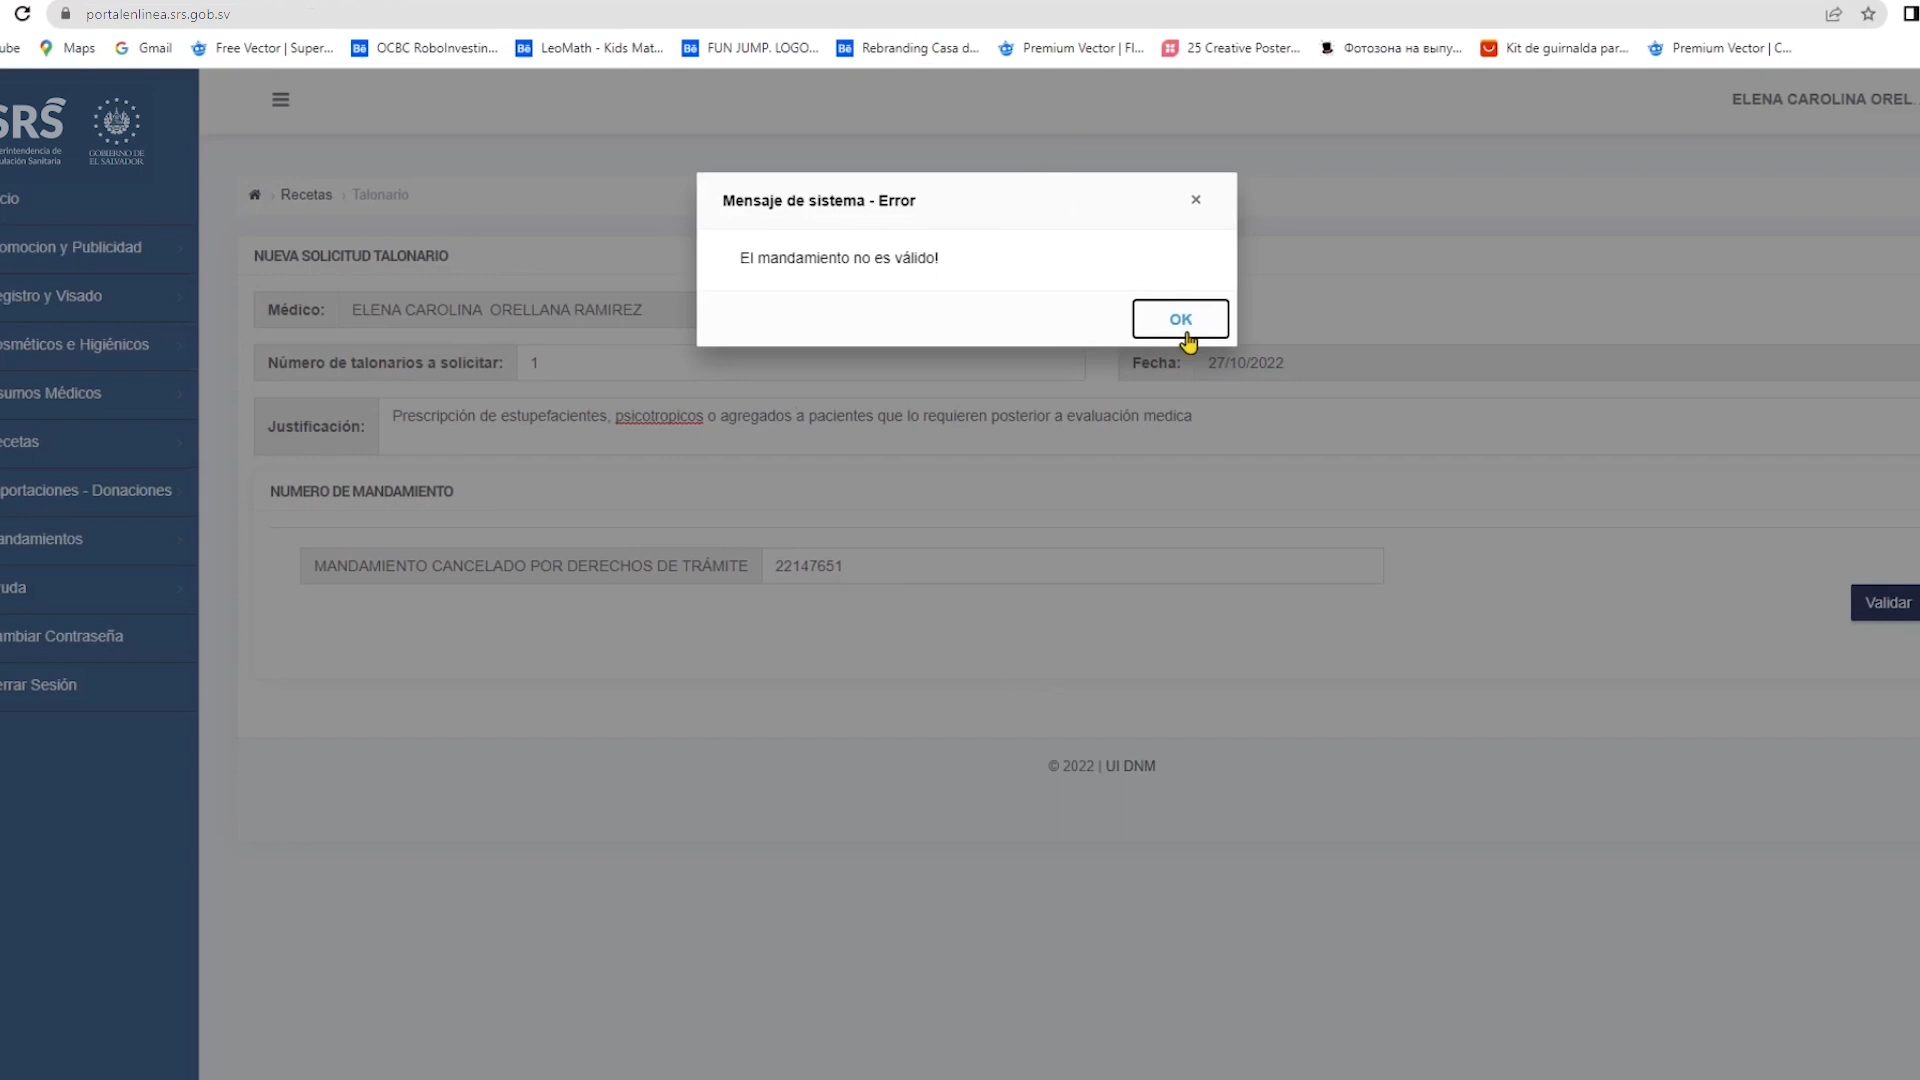 portalenlinea.srs.gob.sv
ube Maps Gmail Free Vector | Super... OCBC RoboInvestin... LeoMath - Kids Mat... FUN JUMP. LOGO... Rebranding Casa d... Premium Vector | Fl... 25 Creative Poster... Фотозона на выпу... Kit de guirnalda par... Premium Vector | C...
SRS
erintendencia de
ulación Sanitaria
GOBIERNO DE
EL SALVADOR
ELENA CAROLINA OREL...
cio
omocion y Publicidad
egistro y Visado
osméticos e Higiénicos
sumos Médicos
ecetas
portaciones - Donaciones
andamientos
uda
ambiar Contraseña
errar Sesión
Recetas › Talonario
Mensaje de sistema - Error ×
El mandamiento no es válido!
OK
NUEVA SOLICITUD TALONARIO
Médico: ELENA CAROLINA ORELLANA RAMIREZ
Número de talonarios a solicitar: 1 Fecha: 27/10/2022
Justificación: Prescripción de estupefacientes, psicotropicos o agregados a pacientes que lo requieren posterior a evaluación medica
NUMERO DE MANDAMIENTO
MANDAMIENTO CANCELADO POR DERECHOS DE TRÁMITE 22147651
Validar
© 2022 | UI DNM